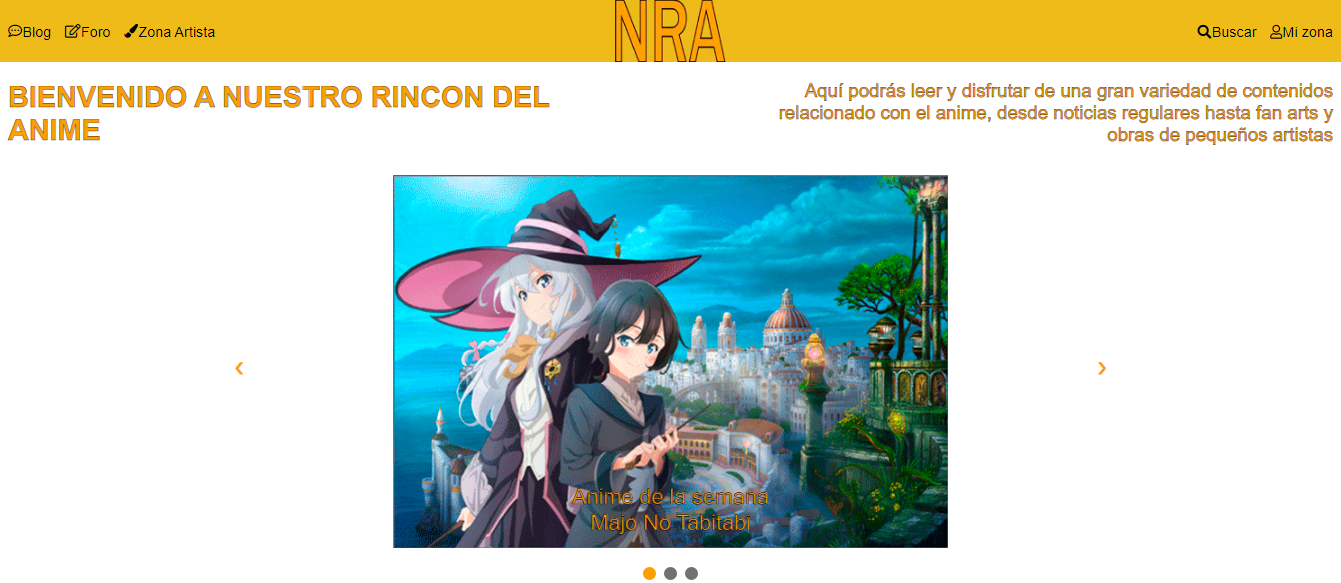 Blog Foro Zona Artista NRA Buscar Mi zona
BIENVENIDO A NUESTRO RINCON DEL
ANIME
Aquí podrás leer y disfrutar de una gran variedad de contenidos
relacionado con el anime, desde noticias regulares hasta fan arts y
obras de pequeños artistas
Anime de la semana
Majo No Tabitabi